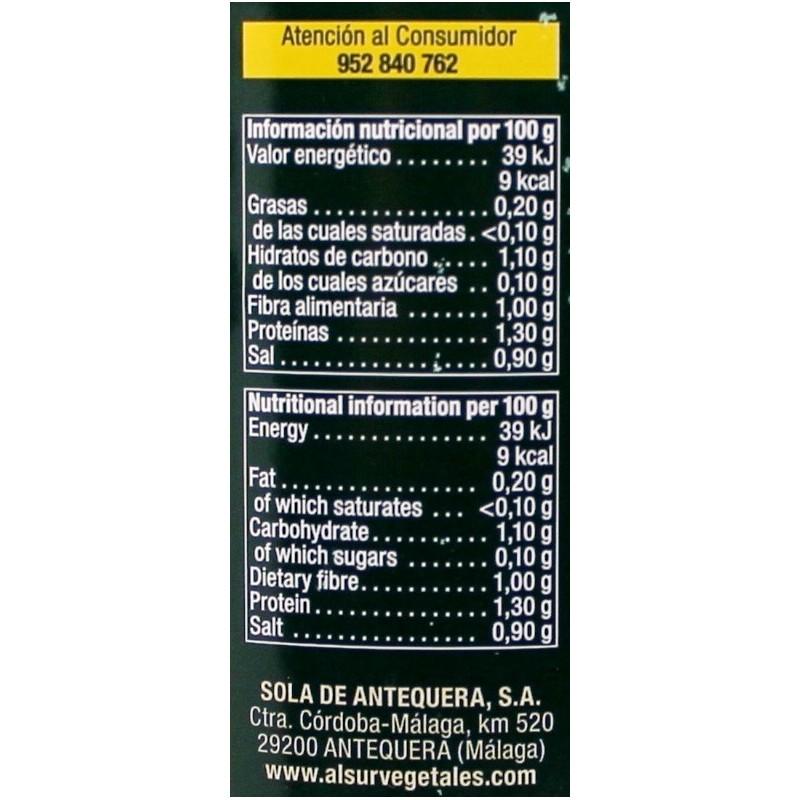 Atención al Consumidor
952 840 762
Información nutricional por 100 g
Valor energético ........ 39 kJ
9 kcal
Grasas ................ 0,20 g
de las cuales saturadas . <0,10 g
Hidratos de carbono ..... 1,10 g
de los cuales azúcares .. 0,10 g
Fibra alimentaria ....... 1,00 g
Proteínas ............. 1,30 g
Sal ................... 0,90 g
Nutritional information per 100 g
Energy ................ 39 kJ
9 kcal
Fat .................. 0,20 g
of which saturates ... <0,10 g
Carbohydrate........... 1,10 g
of which sugars ....... 0,10 g
Dietary fibre............ 1,00 g
Protein ................ 1,30 g
Salt .................. 0,90 g
SOLA DE ANTEQUERA, S.A.
Ctra. Córdoba-Málaga, km 520
29200 ANTEQUERA (Málaga)
www.alsurvegetales.com